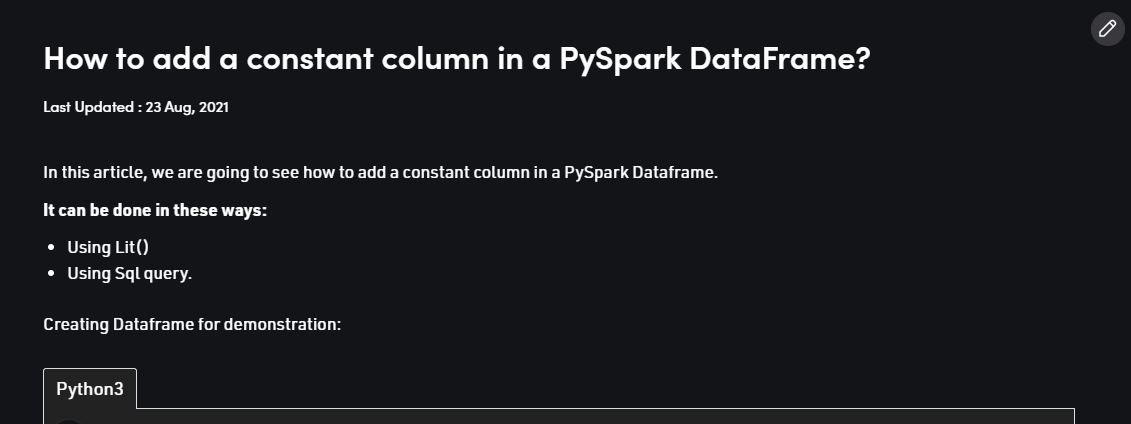 How to add a constant column in a PySpark DataFrame?
Last Updated : 23 Aug, 2021
In this article, we are going to see how to add a constant column in a PySpark Dataframe.
It can be done in these ways:
• Using Lit()
• Using Sql query.
Creating Dataframe for demonstration:
Python3